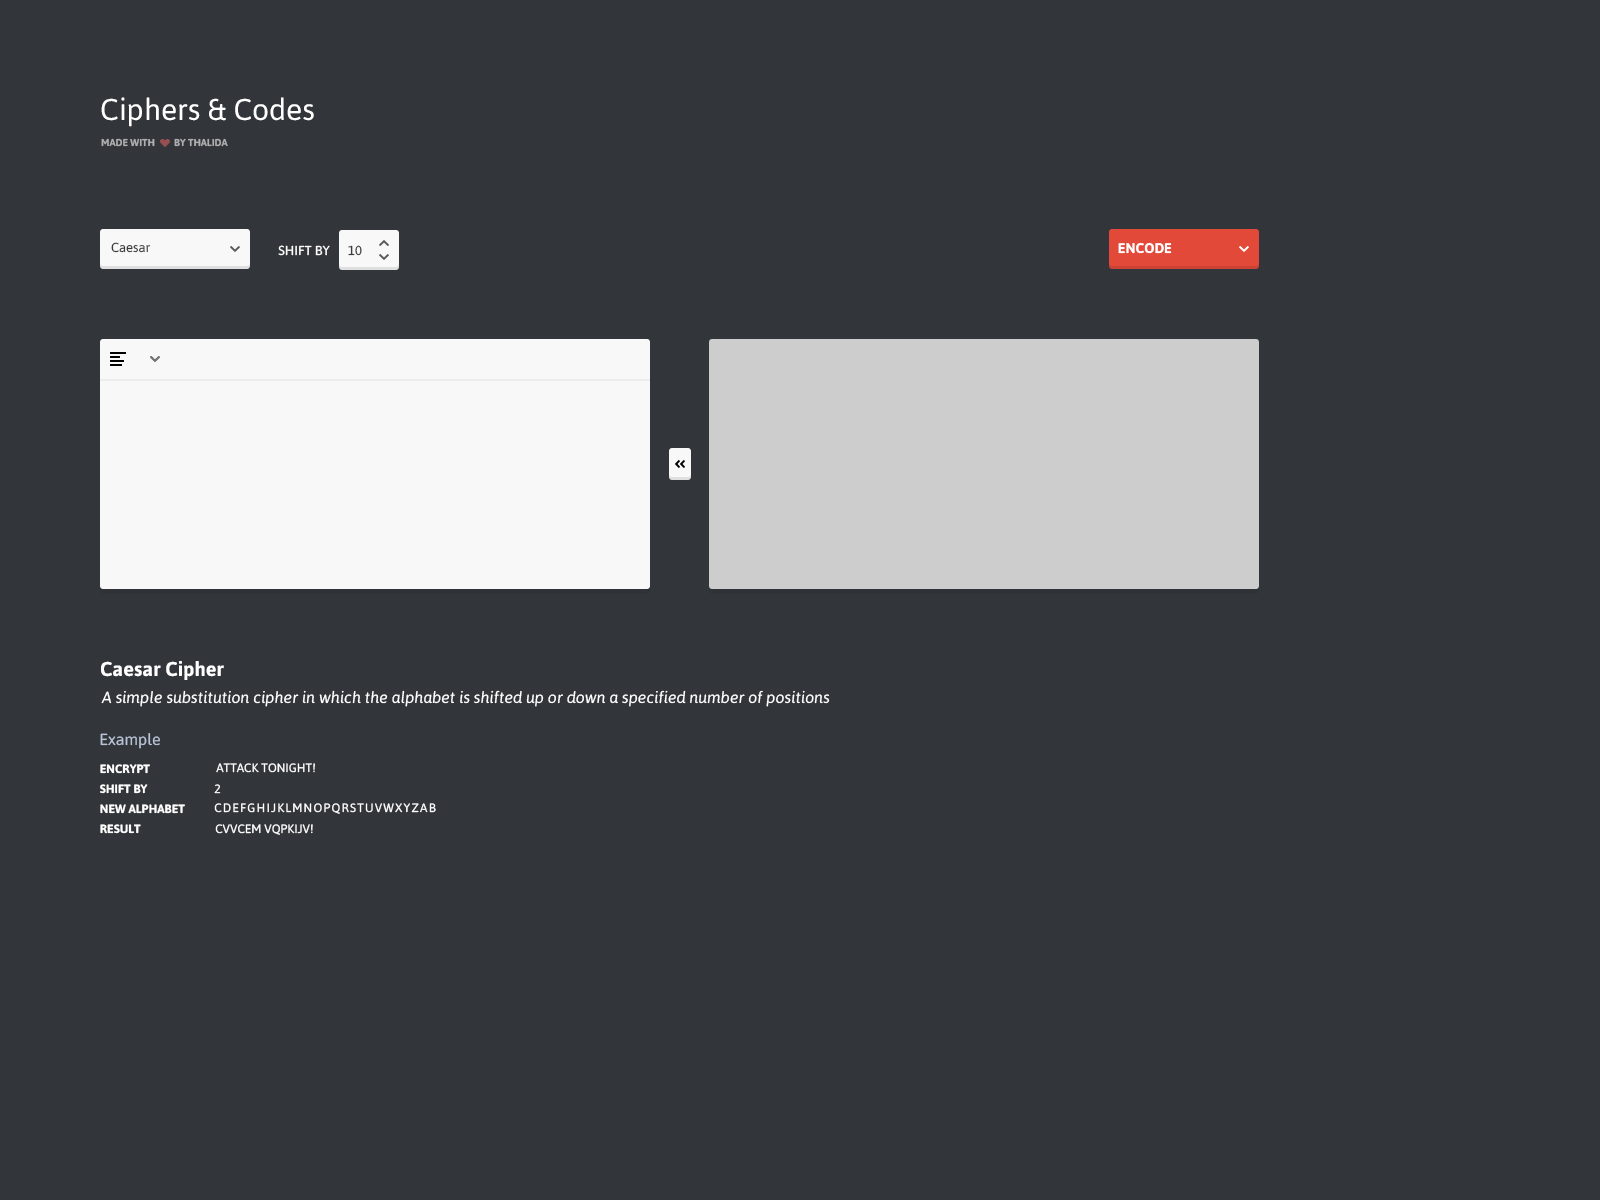 Ciphers & Codes
MADE WITH ❤ BY THALIDA
Caesar
SHIFT BY 10
ENCODE
«
Caesar Cipher
A simple substitution cipher in which the alphabet is shifted up or down a specified number of positions
Example
ENCRYPT ATTACK TONIGHT!
SHIFT BY 2
NEW ALPHABET CDEFGHIJKLMNOPQRSTUVWXYZAB
RESULT CVVCEM VQPKIJV!